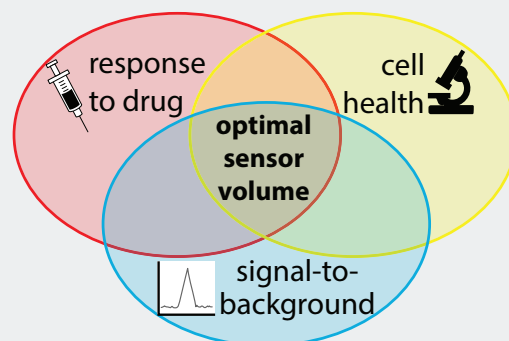 response
to drug
cell
health
optimal
sensor
volume
signal-to-
background